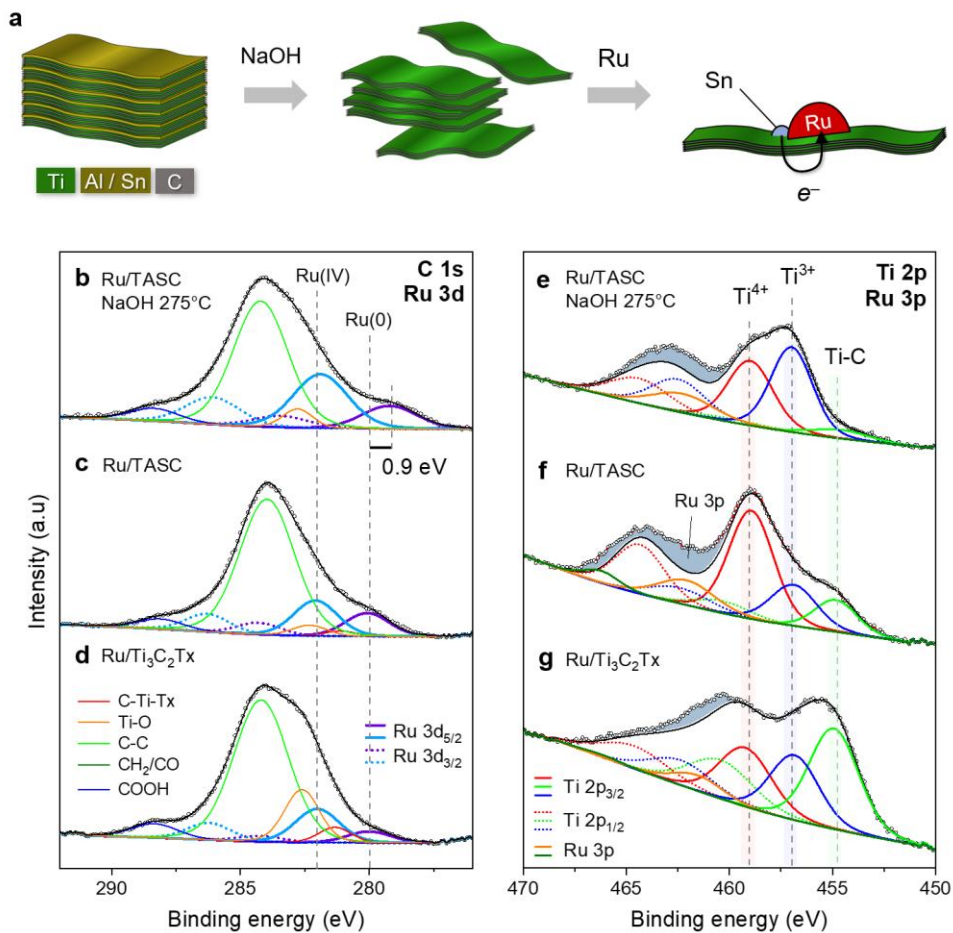 a
NaOH
Ru
Sn
Ru
e⁻
Ti
Al / Sn
C
b Ru/TASC
NaOH 275°C
Ru(IV)
Ru(0)
C 1s
Ru 3d
0.9 eV
c Ru/TASC
d Ru/Ti₃C₂Tx
C-Ti-Tx
Ti-O
C-C
CH₂/CO
COOH
Ru 3d₅/₂
Ru 3d₃/₂
Intensity (a.u)
290 285 280
Binding energy (eV)
e Ru/TASC
NaOH 275°C
Ti⁴⁺
Ti³⁺
Ti 2p
Ru 3p
Ti-C
f Ru/TASC
Ru 3p
g Ru/Ti₃C₂Tx
Ti 2p₃/₂
Ti 2p₁/₂
Ru 3p
470 465 460 455 450
Binding energy (eV)